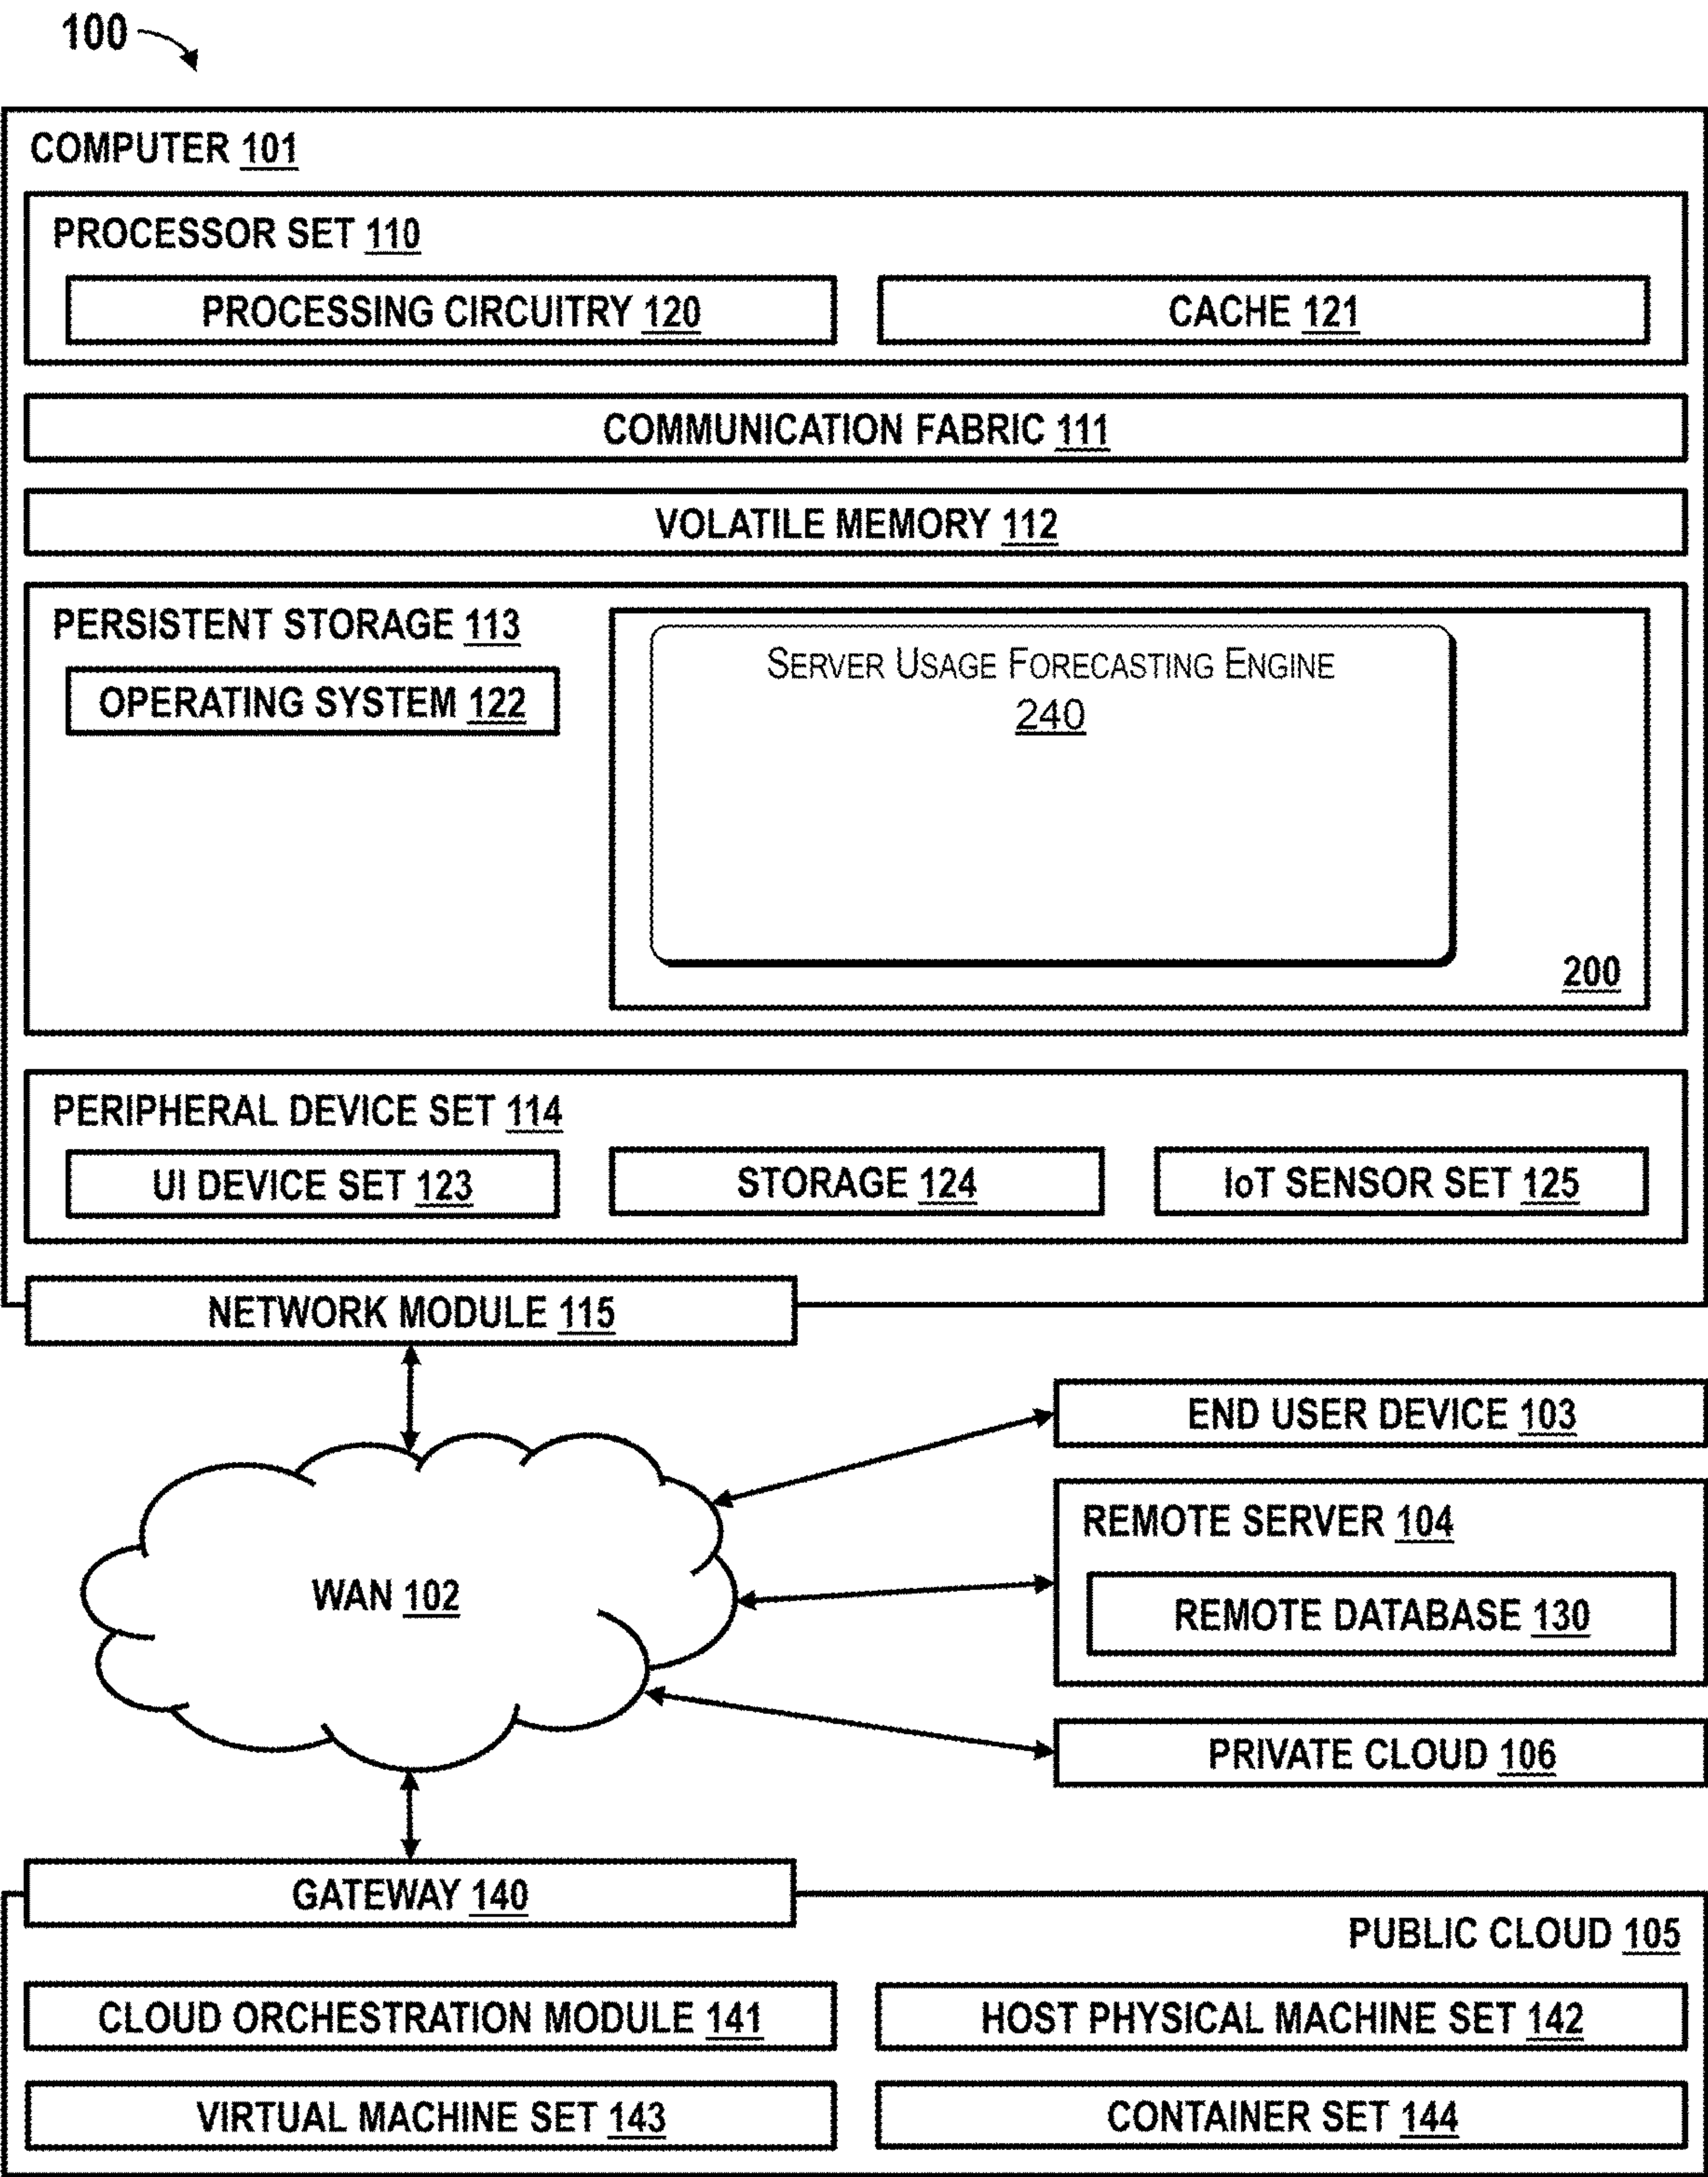 100
COMPUTER 101
PROCESSOR SET 110
PROCESSING CIRCUITRY 120
CACHE 121
COMMUNICATION FABRIC 111
VOLATILE MEMORY 112
PERSISTENT STORAGE 113
OPERATING SYSTEM 122
SERVER USAGE FORECASTING ENGINE
240
200
PERIPHERAL DEVICE SET 114
UI DEVICE SET 123
STORAGE 124
IoT SENSOR SET 125
NETWORK MODULE 115
END USER DEVICE 103
REMOTE SERVER 104
WAN 102
REMOTE DATABASE 130
PRIVATE CLOUD 106
GATEWAY 140
PUBLIC CLOUD 105
CLOUD ORCHESTRATION MODULE 141
HOST PHYSICAL MACHINE SET 142
VIRTUAL MACHINE SET 143
CONTAINER SET 144